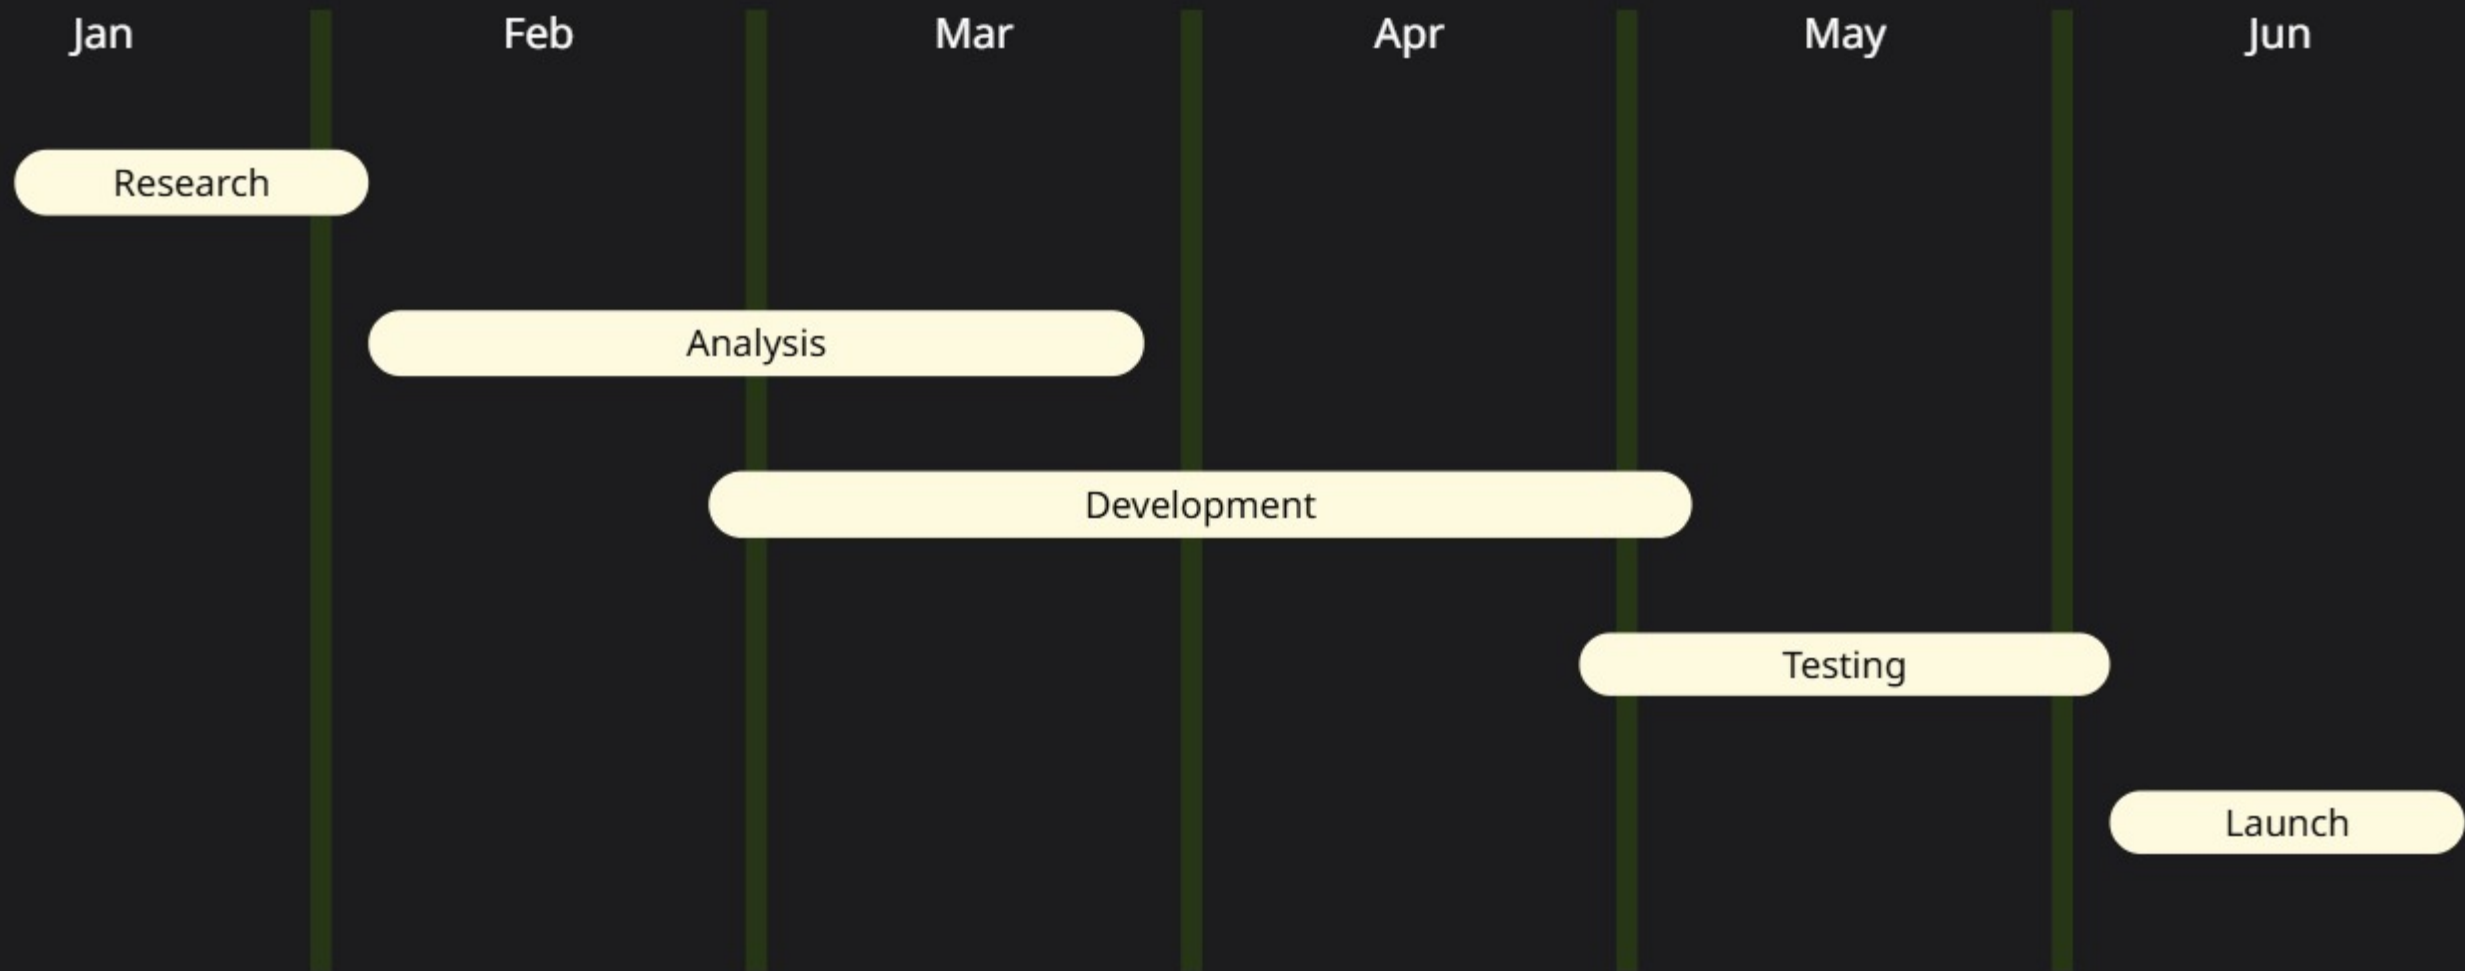 Jan Feb Mar Apr May Jun
Research
Analysis
Development
Testing
Launch